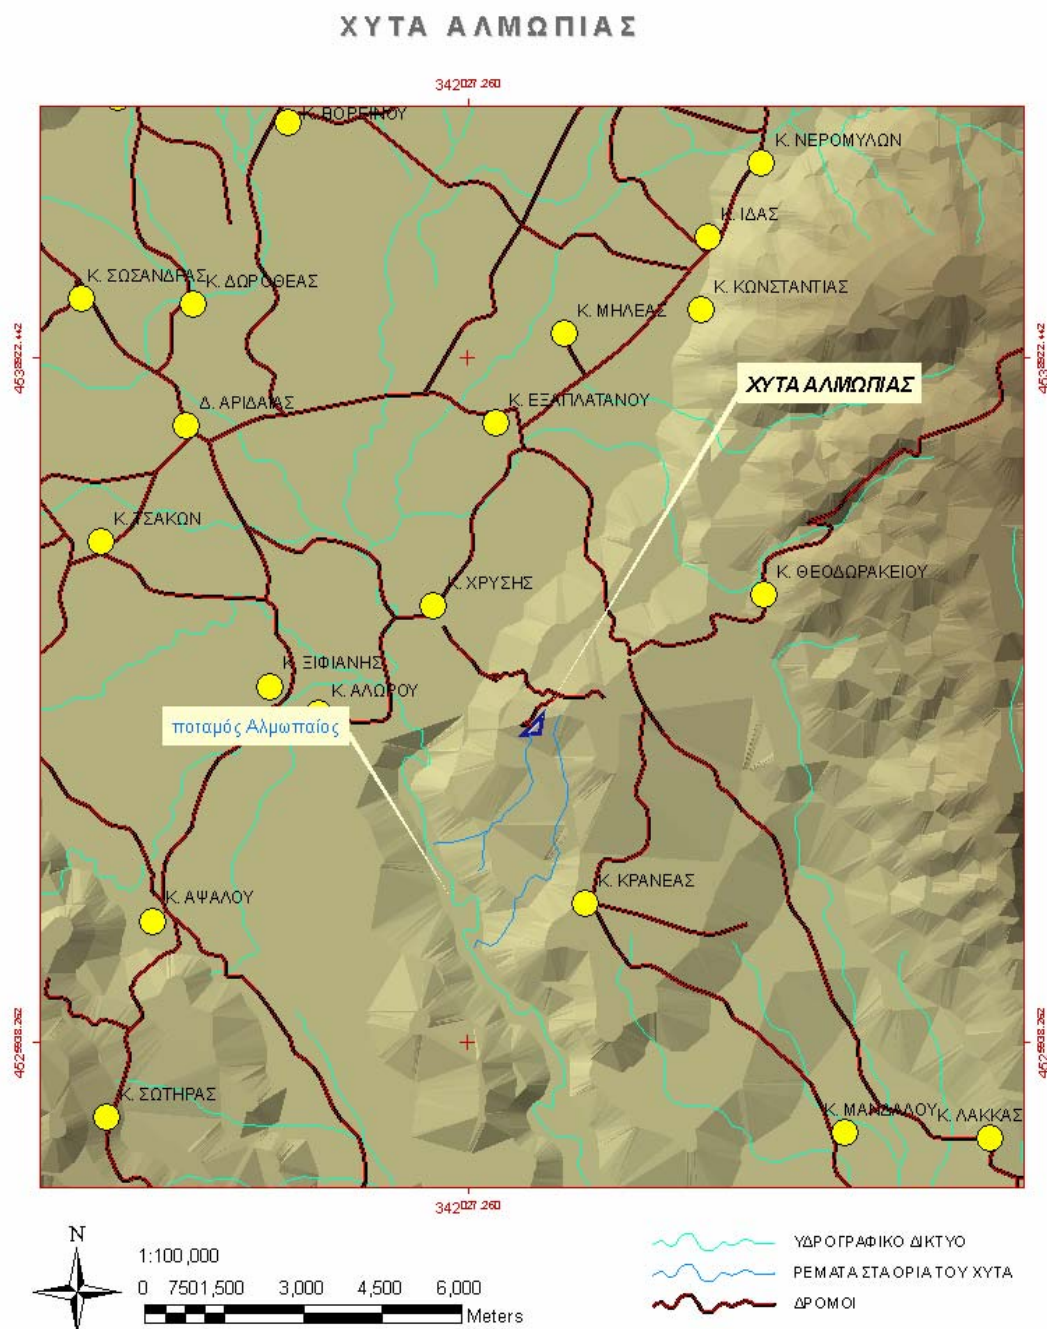 ΧΥΤΑ ΑΛΜΩΠΙΑΣ
342027.260
Κ. ΒΟΡΕΙΝΟΥ
Κ. ΝΕΡΟΜΥΛΩΝ
Κ. ΙΔΑΣ
Κ. ΣΩΣΑΝΔΡΑΣ
Κ. ΔΩΡΟΘΕΑΣ
Κ. ΚΩΝΣΤΑΝΤΙΑΣ
Κ. ΜΗΛΕΑΣ
ΧΥΤΑ ΑΛΜΩΠΙΑΣ
Δ. ΑΡΙΔΑΙΑΣ
Κ. ΕΞΑΠΛΑΤΑΝΟΥ
Κ. ΤΣΑΚΩΝ
Κ. ΧΡΥΣΗΣ
Κ. ΘΕΟΔΩΡΑΚΕΙΟΥ
Κ. ΞΙΦΙΑΝΗΣ
Κ. ΑΛΩΡΟΥ
ποταμός Αλμωπαίος
Κ. ΚΡΑΝΕΑΣ
Κ. ΑΨΑΛΟΥ
Κ. ΣΩΤΗΡΑΣ
Κ. ΜΑΝΔΑΛΟΥ
Κ. ΛΑΚΚΑΣ
342027.260
N
1:100,000
0 750 1,500 3,000 4,500 6,000
Meters
ΥΔΡΟΓΡΑΦΙΚΟ ΔΙΚΤΥΟ
ΡΕΜΑΤΑ ΣΤΑ ΟΡΙΑ ΤΟΥ ΧΥΤΑ
ΔΡΟΜΟΙ